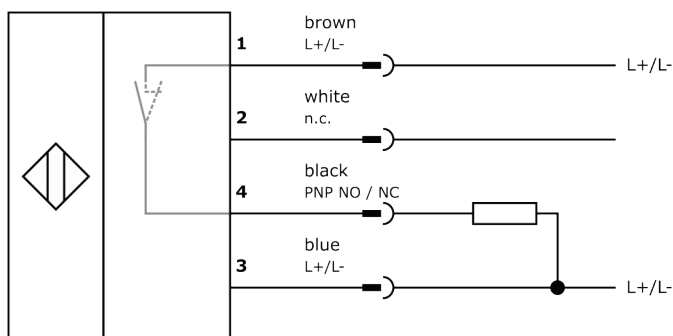 brown
1
L+/L-
L+/L-
white
2
n.c.
black
4
PNP NO / NC
blue
3
L+/L-
L+/L-